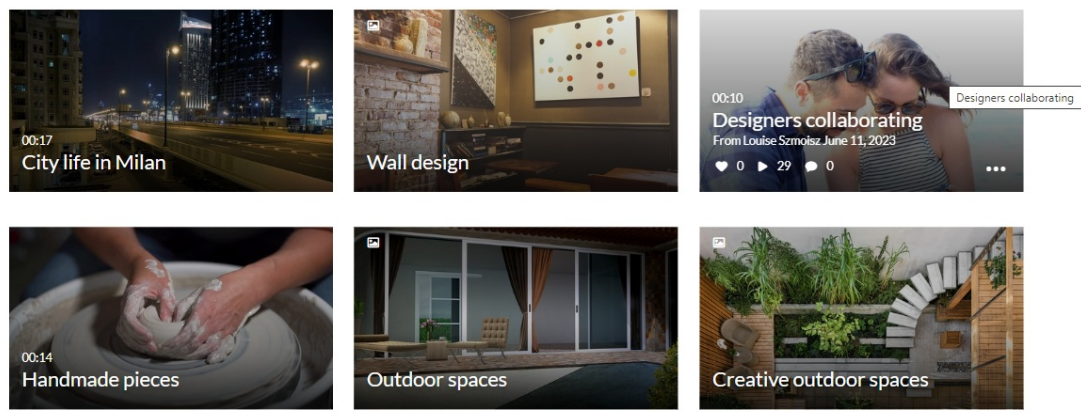 00:17
City life in Milan
Wall design
00:10
Designers collaborating
From Louise Szmoisz June 11, 2023
0 29 0
Designers collaborating
00:14
Handmade pieces
Outdoor spaces
Creative outdoor spaces